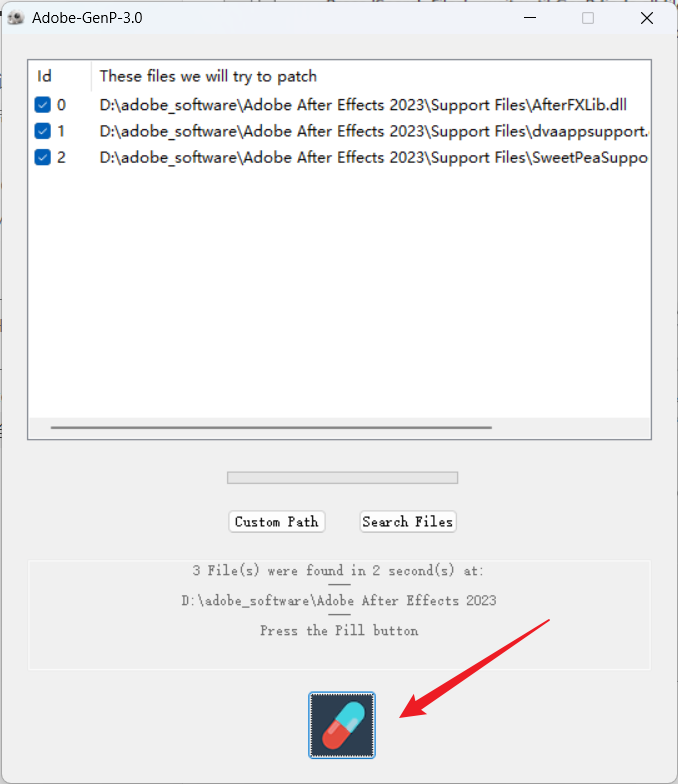 Adobe-GenP-3.0
Id These files we will try to patch
0 D:\adobe_software\Adobe After Effects 2023\Support Files\AfterFXLib.dll
1 D:\adobe_software\Adobe After Effects 2023\Support Files\dvaappsupport.
2 D:\adobe_software\Adobe After Effects 2023\Support Files\SweetPeaSuppo
Custom Path Search Files
3 File(s) were found in 2 second(s) at:
D:\adobe_software\Adobe After Effects 2023
Press the Pill button